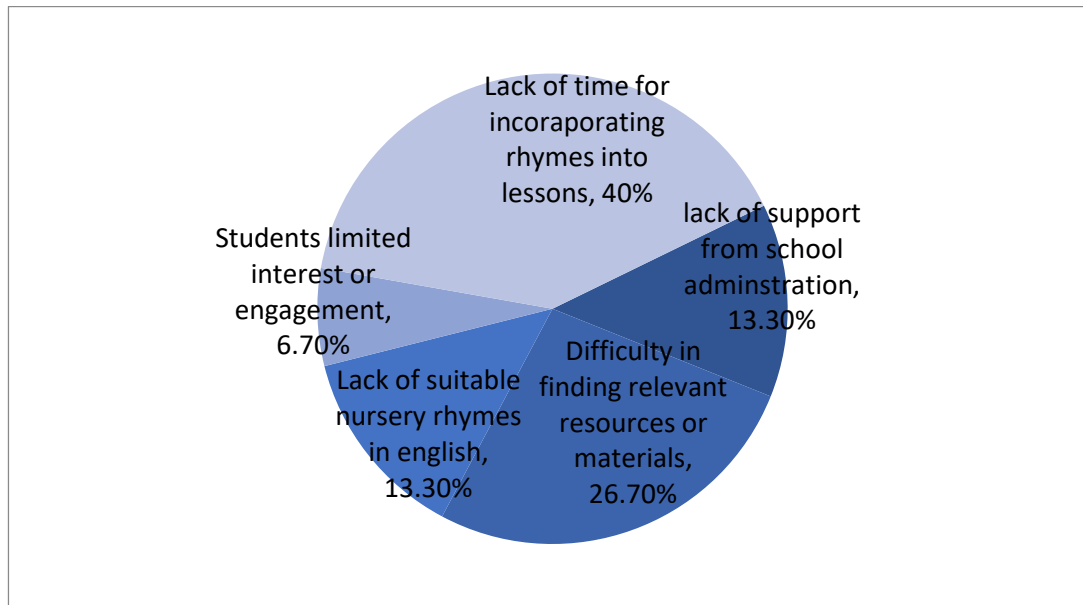 Lack of time for
incoraporating
rhymes into
lessons, 40%
lack of support
from school
adminstration,
13.30%
Difficulty in
finding relevant
resources or
materials,
26.70%
Lack of suitable
nursery rhymes
in english,
13.30%
Students limited
interest or
engagement,
6.70%